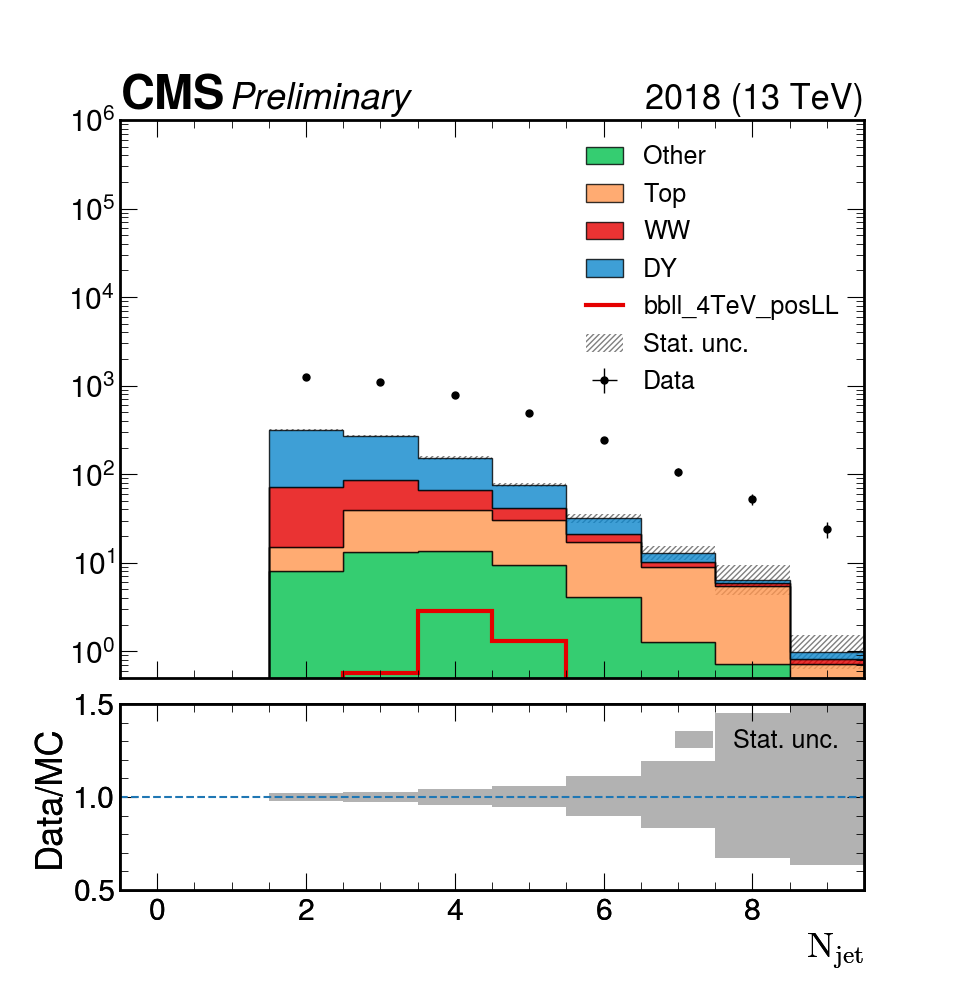 CMS Preliminary 2018 (13 TeV)
10^6
10^5
10^4
10^3
10^2
10^1
10^0
Other
Top
WW
DY
bbll_4TeV_posLL
Stat. unc.
Data
Data/MC
1.5
1.0
0.5
Stat. unc.
0 2 4 6 8
N_jet